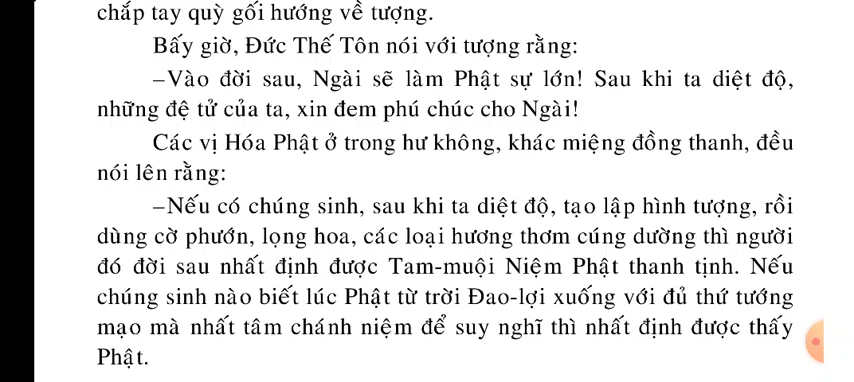 chắp tay quỳ gối hướng về tượng.
Bấy giờ, Đức Thế Tôn nói với tượng rằng:
–Vào đời sau, Ngài sẽ làm Phật sự lớn! Sau khi ta diệt độ,
những đệ tử của ta, xin đem phú chúc cho Ngài!
Các vị Hóa Phật ở trong hư không, khác miệng đồng thanh, đều
nói lên rằng:
–Nếu có chúng sinh, sau khi ta diệt độ, tạo lập hình tượng, rồi
dùng cờ phướn, lọng hoa, các loại hương thơm cúng dường thì người
đó đời sau nhất định được Tam-muội Niệm Phật thanh tịnh. Nếu
chúng sinh nào biết lúc Phật từ trời Đao-lợi xuống với đủ thứ tướng
mạo mà nhất tâm chánh niệm để suy nghĩ thì nhất định được thấy
Phật.